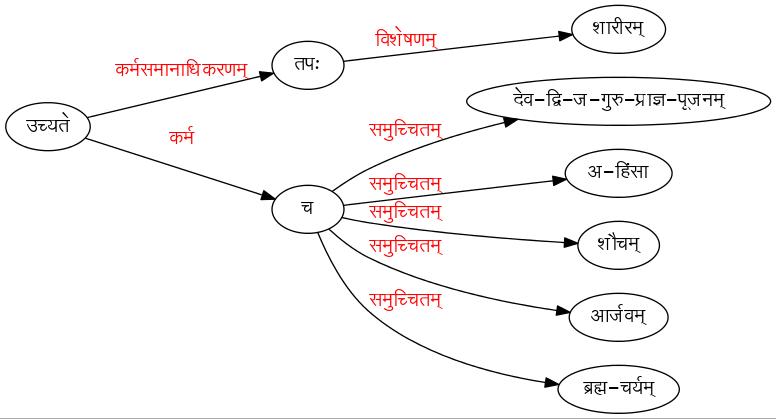 शारीरम्
विशेषणम्
तपः
कर्मसमानाधिकरणम्
देव-द्वि-ज-गुरु-प्राज्ञ-पूजनम्
उच्यते
समुच्चितम्
कर्म
अ-हिंसा
समुच्चितम्
च
समुच्चितम्
शौचम्
समुच्चितम्
आर्जवम्
समुच्चितम्
ब्रह्म-चर्यम्